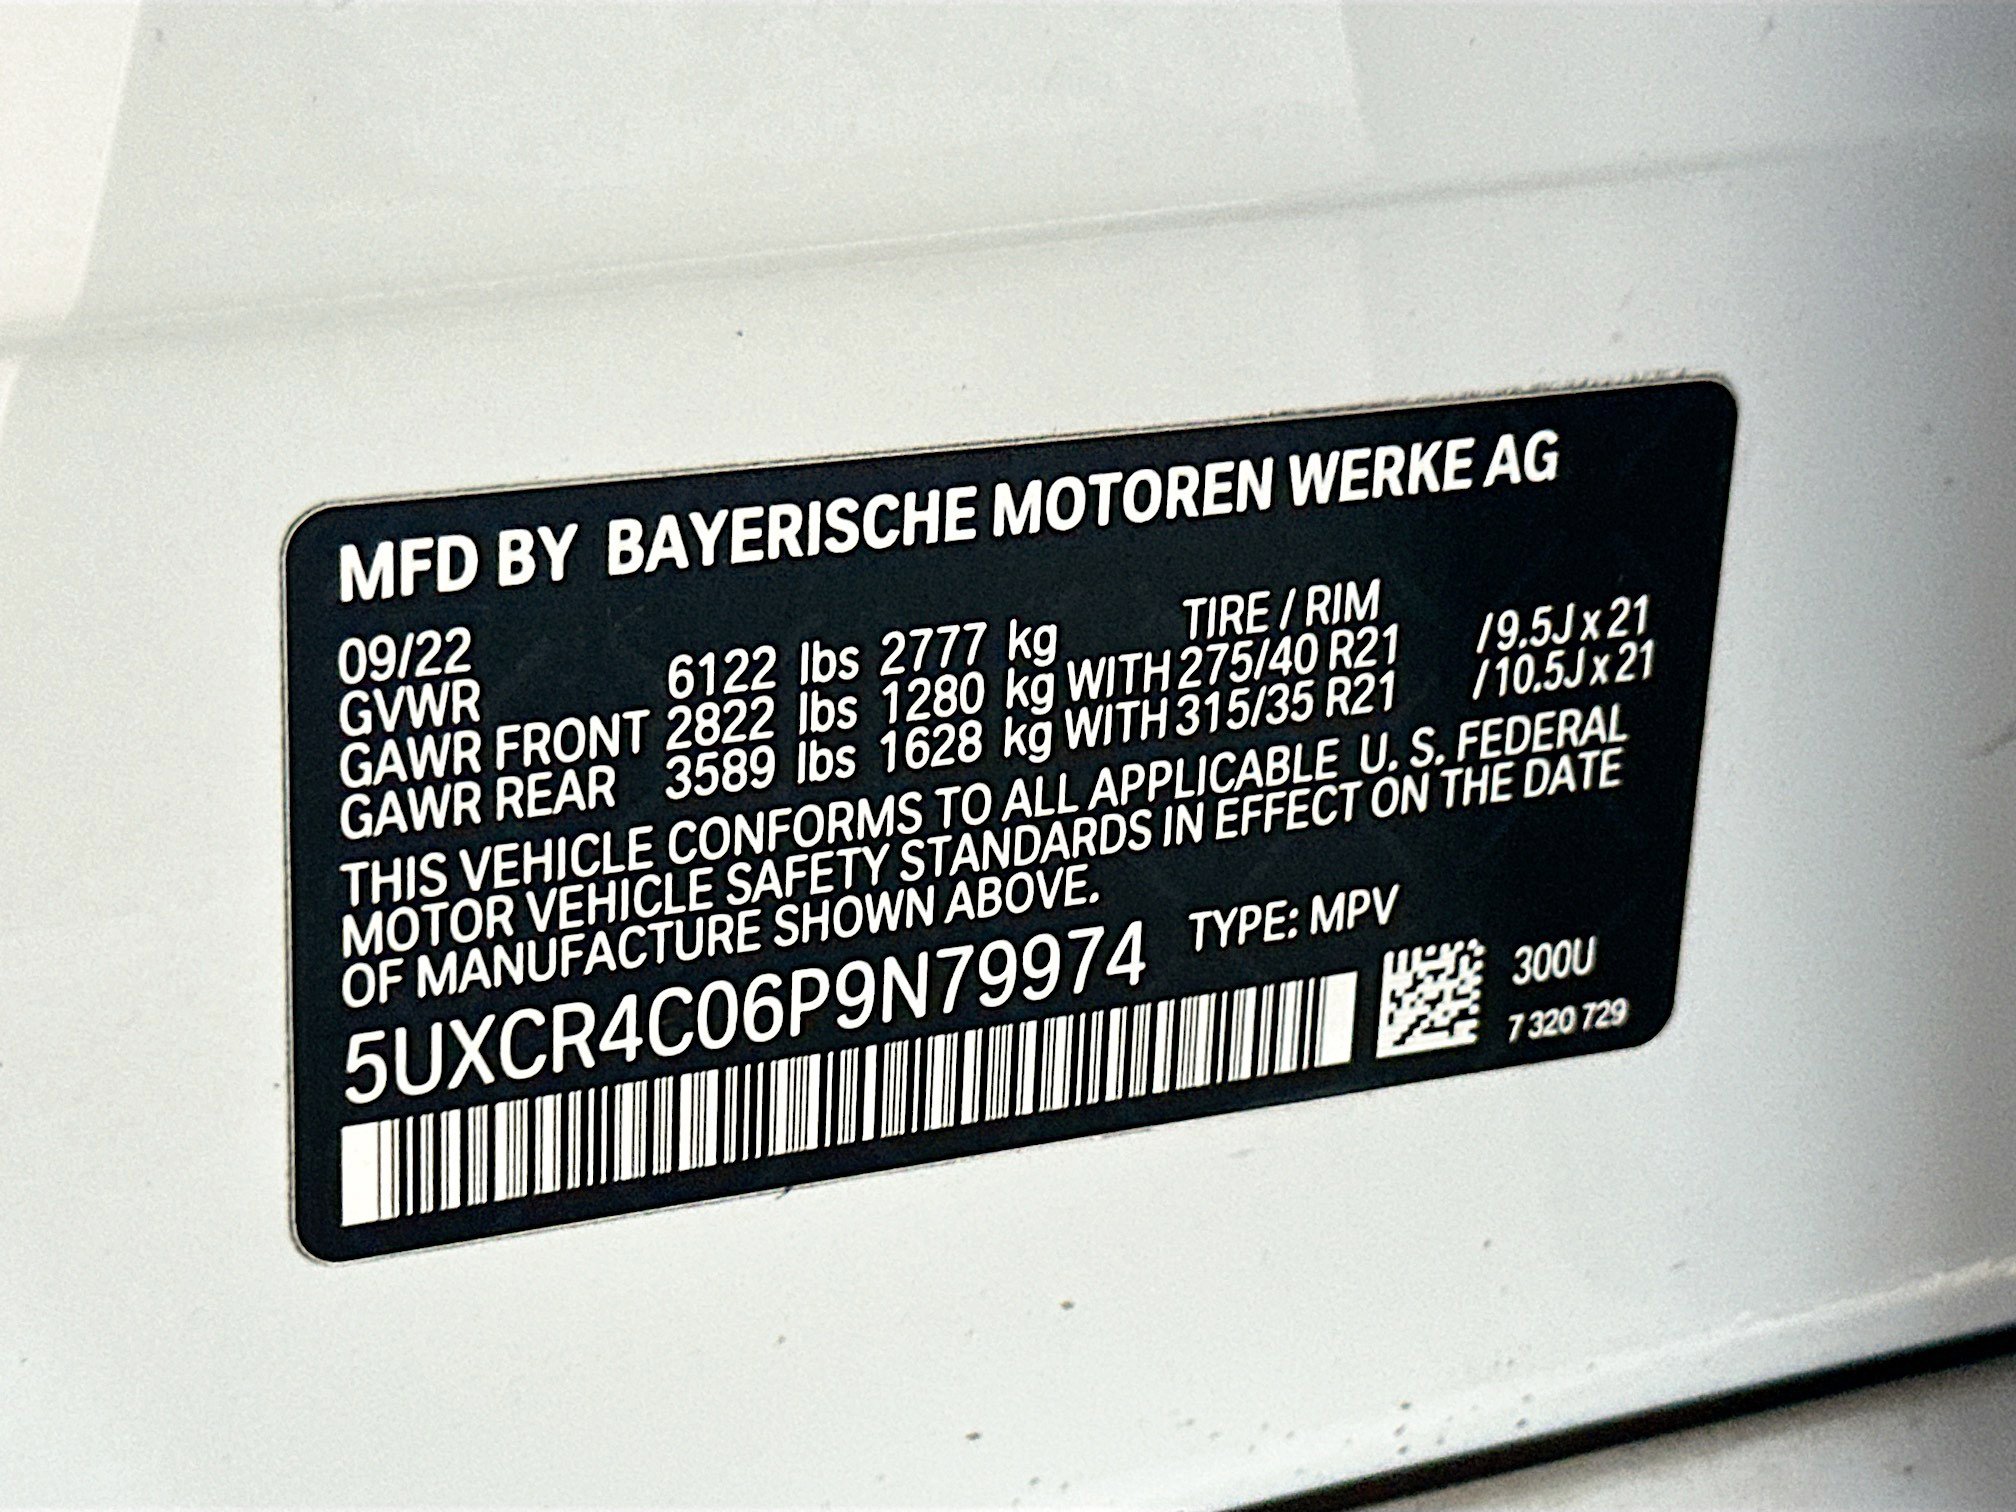 MFD BY BAYERISCHE MOTOREN WERKE AG
09/22 TIRE / RIM
GVWR 6122 lbs 2777 kg
GAWR FRONT 2822 lbs 1280 kg WITH 275/40 R21 /9.5J x 21
GAWR REAR 3589 lbs 1628 kg WITH 315/35 R21 /10.5J x 21
THIS VEHICLE CONFORMS TO ALL APPLICABLE U. S. FEDERAL
MOTOR VEHICLE SAFETY STANDARDS IN EFFECT ON THE DATE
OF MANUFACTURE SHOWN ABOVE.
5UXCR4C06P9N79974 TYPE: MPV
300U
7 320 729